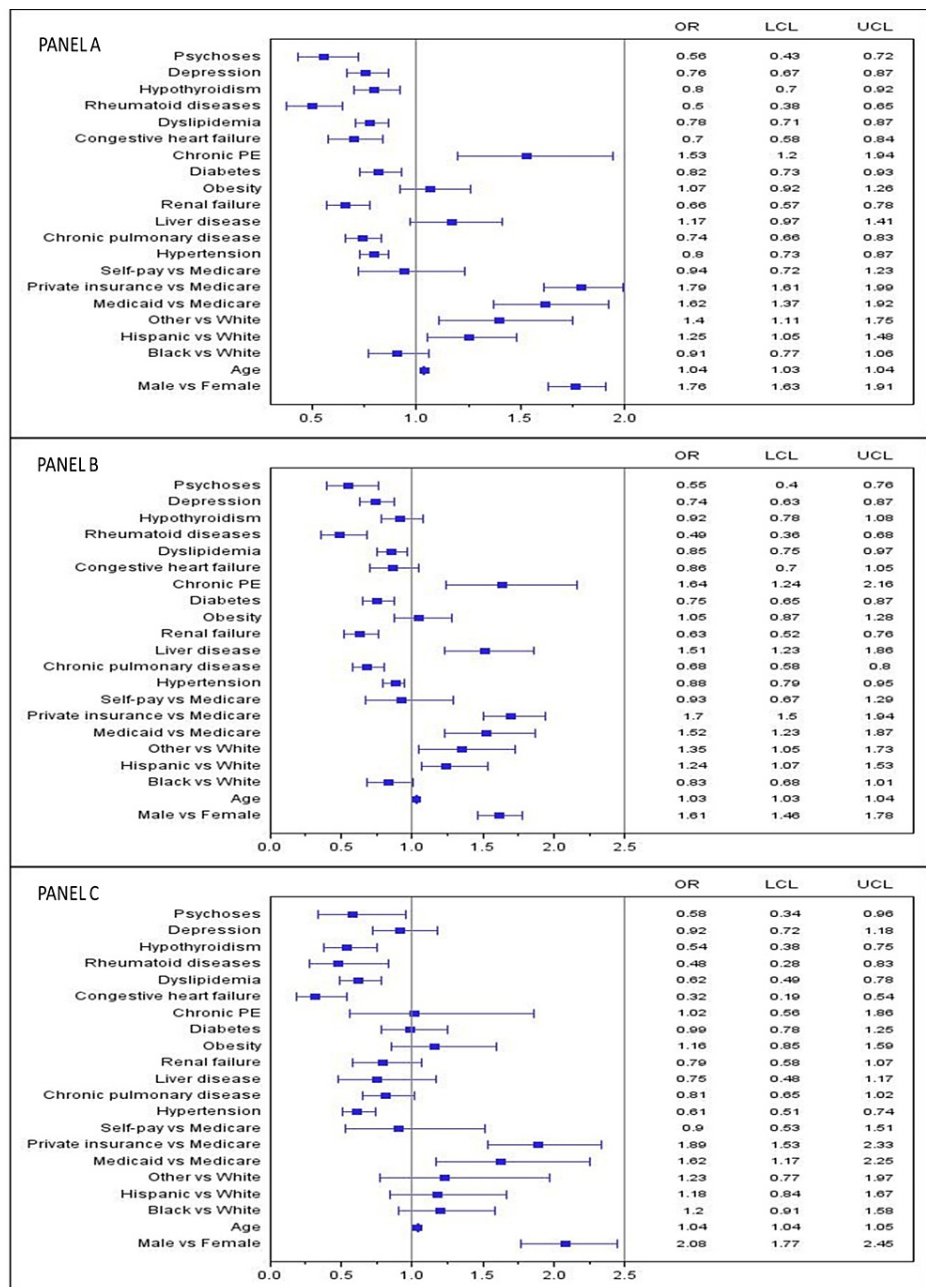 PANEL A
OR LCL UCL
Psychoses 0.56 0.43 0.72
Depression 0.76 0.67 0.87
Hypothyroidism 0.8 0.7 0.92
Rheumatoid diseases 0.5 0.38 0.65
Dyslipidemia 0.78 0.71 0.87
Congestive heart failure 0.7 0.58 0.84
Chronic PE 1.53 1.2 1.94
Diabetes 0.82 0.73 0.93
Obesity 1.07 0.92 1.26
Renal failure 0.66 0.57 0.78
Liver disease 1.17 0.97 1.41
Chronic pulmonary disease 0.74 0.66 0.83
Hypertension 0.8 0.73 0.87
Self-pay vs Medicare 0.94 0.72 1.23
Private insurance vs Medicare 1.79 1.61 1.99
Medicaid vs Medicare 1.62 1.37 1.92
Other vs White 1.4 1.11 1.75
Hispanic vs White 1.25 1.05 1.48
Black vs White 0.91 0.77 1.06
Age 1.04 1.03 1.04
Male vs Female 1.76 1.63 1.91
0.5 1.0 1.5 2.0
PANEL B
OR LCL UCL
Psychoses 0.55 0.4 0.76
Depression 0.74 0.63 0.87
Hypothyroidism 0.92 0.78 1.08
Rheumatoid diseases 0.49 0.36 0.68
Dyslipidemia 0.85 0.75 0.97
Congestive heart failure 0.86 0.7 1.05
Chronic PE 1.64 1.24 2.16
Diabetes 0.75 0.65 0.87
Obesity 1.05 0.87 1.28
Renal failure 0.63 0.52 0.76
Liver disease 1.51 1.23 1.86
Chronic pulmonary disease 0.68 0.58 0.8
Hypertension 0.88 0.79 0.95
Self-pay vs Medicare 0.93 0.67 1.29
Private insurance vs Medicare 1.7 1.5 1.94
Medicaid vs Medicare 1.52 1.23 1.87
Other vs White 1.35 1.05 1.73
Hispanic vs White 1.24 1.07 1.53
Black vs White 0.83 0.68 1.01
Age 1.03 1.03 1.04
Male vs Female 1.61 1.46 1.78
0.0 0.5 1.0 1.5 2.0 2.5
PANEL C
OR LCL UCL
Psychoses 0.58 0.34 0.96
Depression 0.92 0.72 1.18
Hypothyroidism 0.54 0.38 0.75
Rheumatoid diseases 0.48 0.28 0.83
Dyslipidemia 0.62 0.49 0.78
Congestive heart failure 0.32 0.19 0.54
Chronic PE 1.02 0.56 1.86
Diabetes 0.99 0.78 1.25
Obesity 1.16 0.85 1.59
Renal failure 0.79 0.58 1.07
Liver disease 0.75 0.48 1.17
Chronic pulmonary disease 0.81 0.65 1.02
Hypertension 0.61 0.51 0.74
Self-pay vs Medicare 0.9 0.53 1.51
Private insurance vs Medicare 1.89 1.53 2.33
Medicaid vs Medicare 1.62 1.17 2.25
Other vs White 1.23 0.77 1.97
Hispanic vs White 1.18 0.84 1.67
Black vs White 1.2 0.91 1.58
Age 1.04 1.04 1.05
Male vs Female 2.08 1.77 2.45
0.0 0.5 1.0 1.5 2.0 2.5